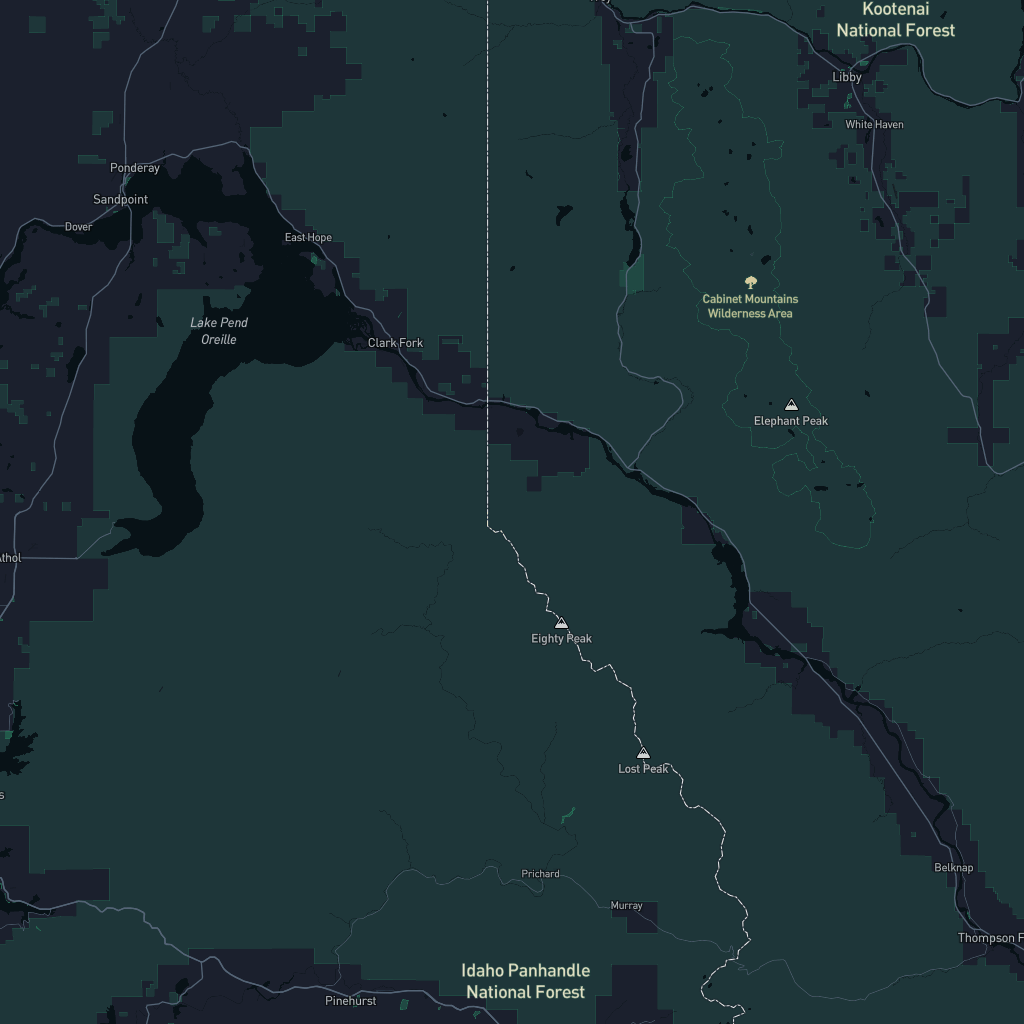 Kootenai
National Forest
Libby
White Haven
Ponderay
Sandpoint
Dover
East Hope
Cabinet Mountains
Wilderness Area
Lake Pend
Oreille
Clark Fork
Elephant Peak
Athol
Eighty Peak
Lost Peak
Prichard
Belknap
Murray
Thompson F
Idaho Panhandle
National Forest
Pinehurst